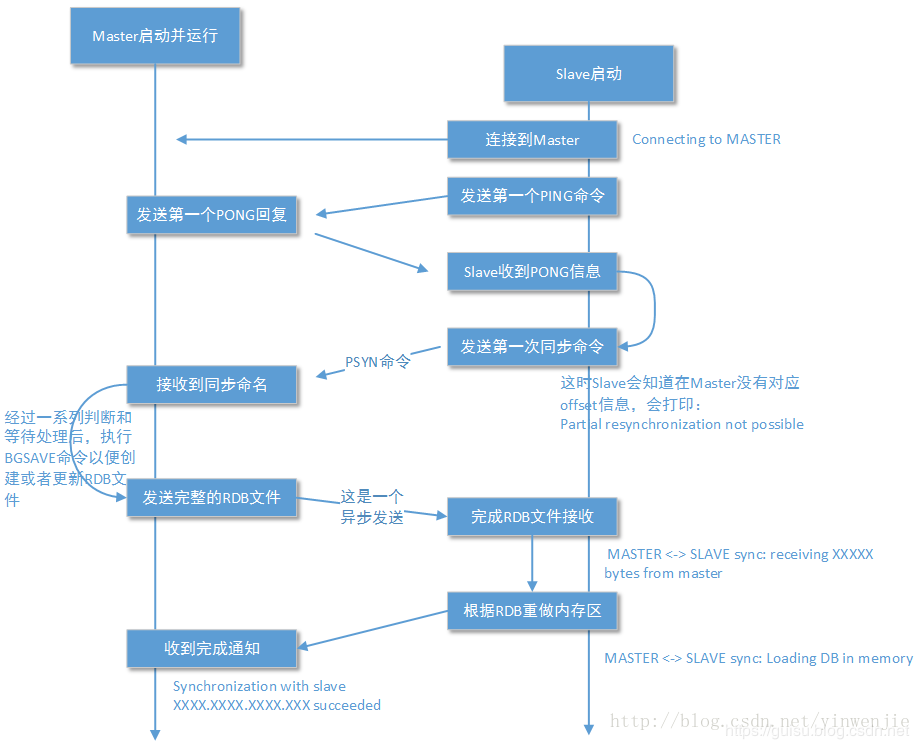 Master启动并运行
Slave启动
连接到Master
Connecting to MASTER
发送第一个PING命令
发送第一个PONG回复
Slave收到PONG信息
发送第一次同步命令
PSYN命令
接收到同步命名
这时Slave会知道在Master没有对应
offset信息，会打印：
Partial resynchronization not possible
经过一系列判断和
等待处理后，执行
BGSAVE命令以便创
建或者更新RDB文
件
发送完整的RDB文件
这是一个
异步发送
完成RDB文件接收
MASTER <-> SLAVE sync: receiving XXXXX
bytes from master
根据RDB重做内存区
收到完成通知
MASTER <-> SLAVE sync: Loading DB in memory
Synchronization with slave
XXXX.XXXX.XXXX.XXX succeeded
http://blog.csdn.net/yinwenjie
https://guisu.blog.csdn.net